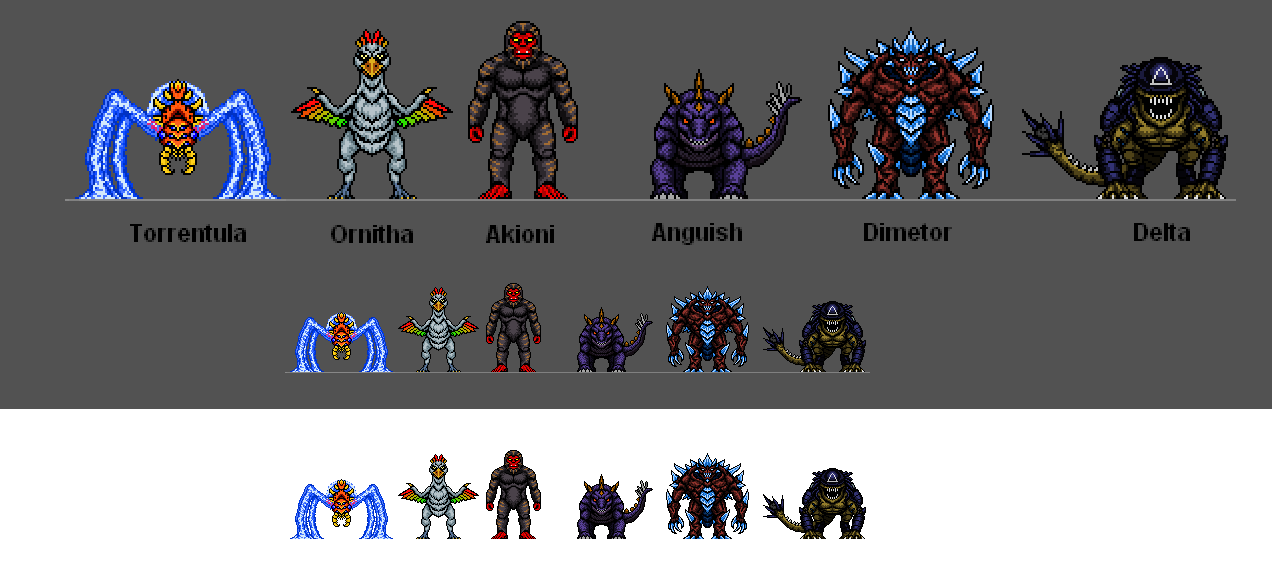 Torrentula
Ornitha
Akioni
Anguish
Dimetor
Delta